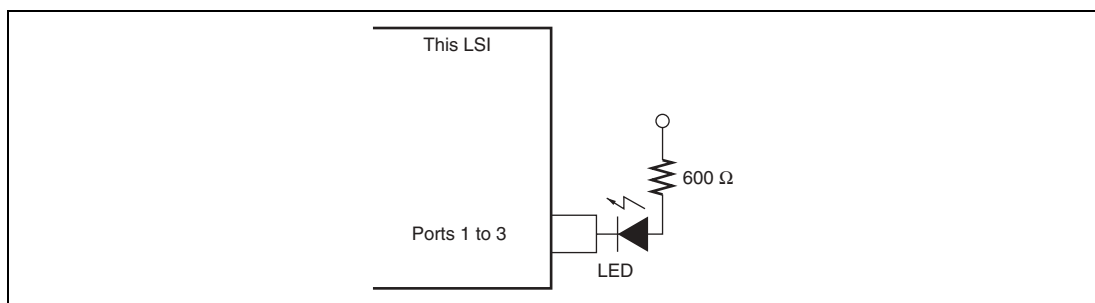 This LSI
600 Ω
Ports 1 to 3
LED